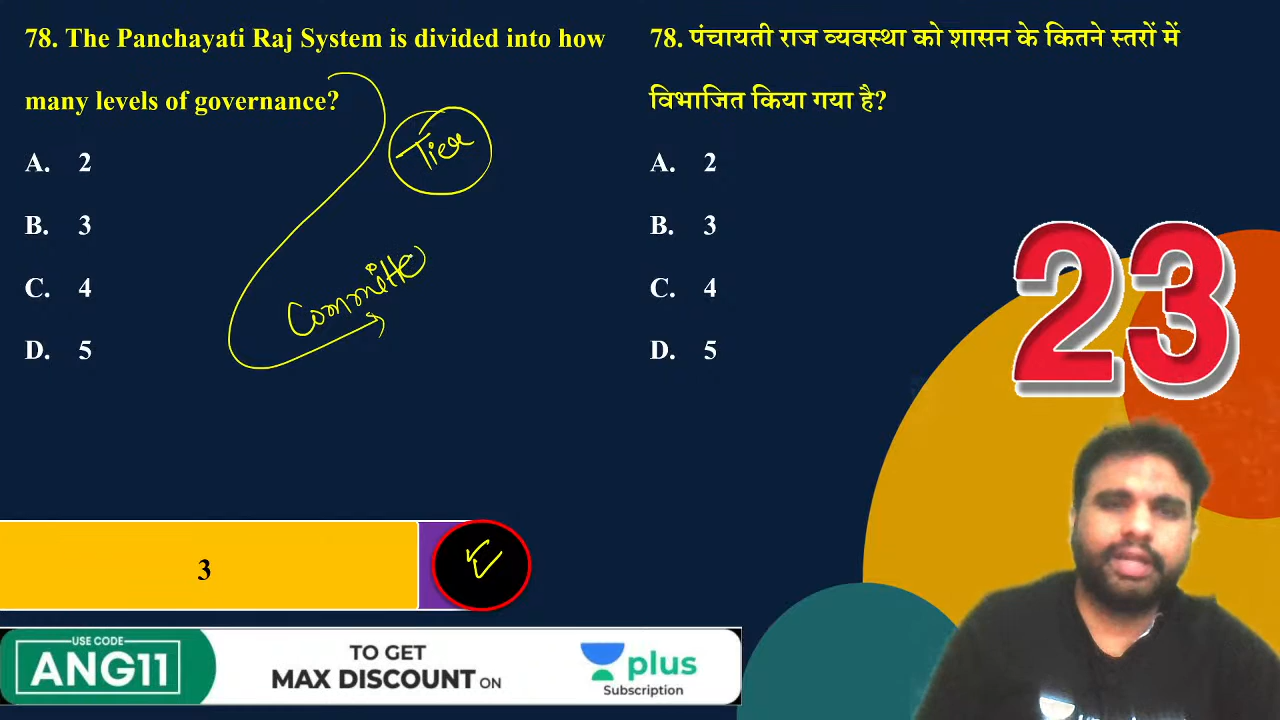 78. The Panchayati Raj System is divided into how
many levels of governance?
Tier
A. 2
B. 3
C. 4
D. 5
Committe
78. पंचायती राज व्यवस्था को शासन के कितने स्तरों में
विभाजित किया गया है?
A. 2
B. 3
C. 4
D. 5
23
3
USE CODE
ANG11
TO GET
MAX DISCOUNT ON
plus
Subscription